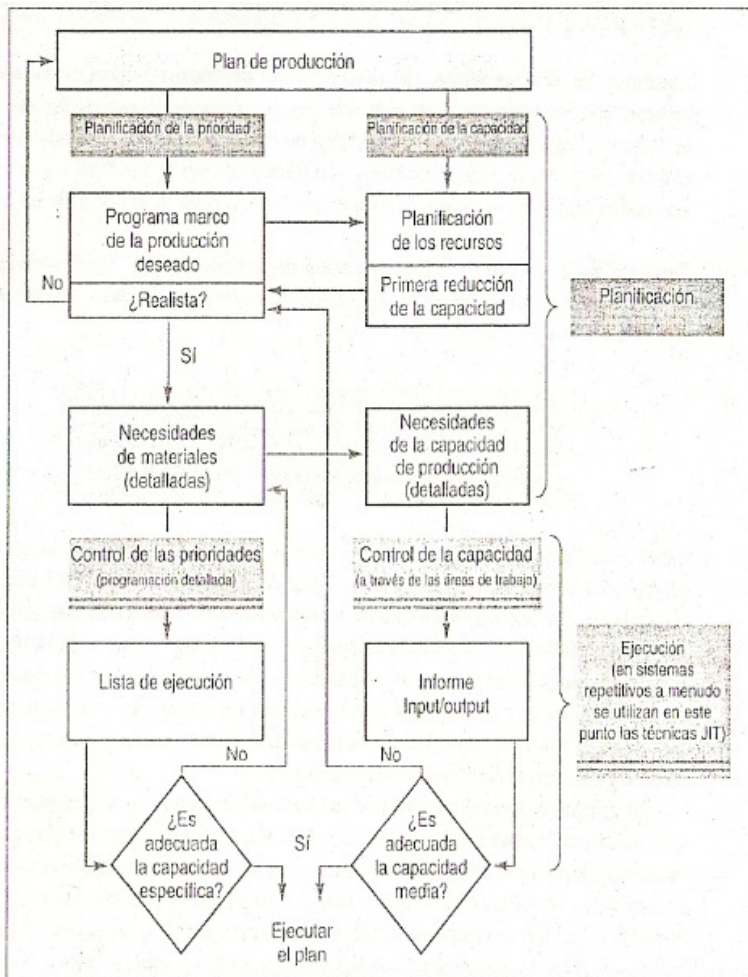 Plan de producción
Planificación de la prioridad
Planificación de la capacidad
Programa marco
de la producción
deseado
¿Realista?
No
Planificación
de los recursos
Primera reducción
de la capacidad
Planificación
Sí
Necesidades
de materiales
(detalladas)
Necesidades
de la capacidad
de producción
(detalladas)
Control de las prioridades
(programación detallada)
Control de la capacidad
(a través de las áreas de trabajo)
Lista de ejecución
Informe
Input/output
Ejecución
(en sistemas
repetitivos a menudo
se utilizan en este
punto las técnicas JIT)
No
No
¿Es
adecuada
la capacidad
específica?
Sí
¿Es
adecuada
la capacidad
media?
Ejecutar
el plan